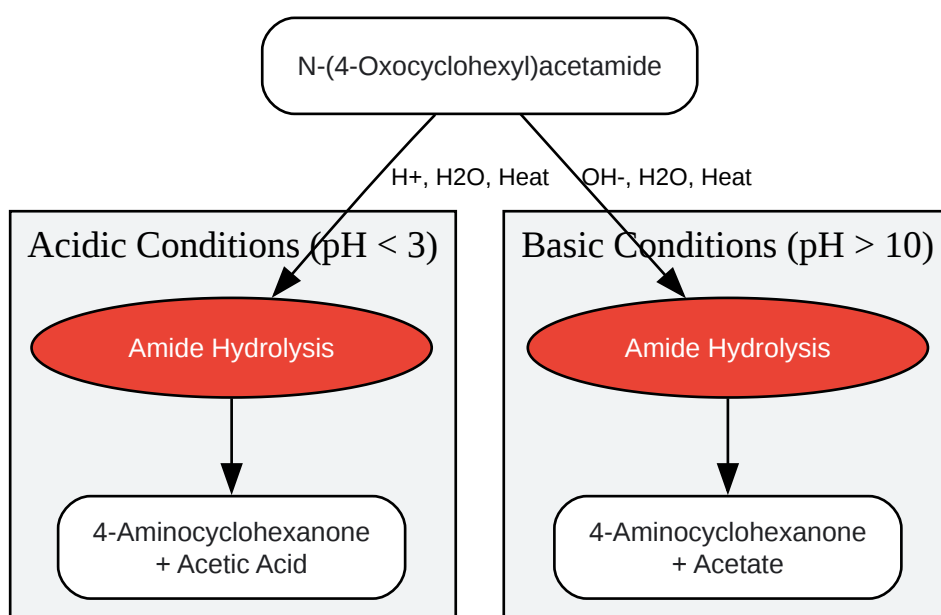 N-(4-Oxocyclohexyl)acetamide
H+, H2O, Heat
OH-, H2O, Heat
Acidic Conditions (pH < 3)
Basic Conditions (pH > 10)
Amide Hydrolysis
Amide Hydrolysis
4-Aminocyclohexanone
+ Acetic Acid
4-Aminocyclohexanone
+ Acetate